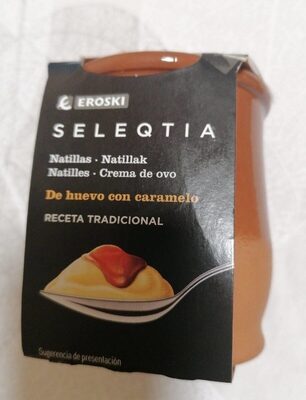 EROSKI
SELEQTIA
Natillas · Natillak
Natilles · Crema de ovo
De huevo con caramelo
RECETA TRADICIONAL
Sugerencia de presentación